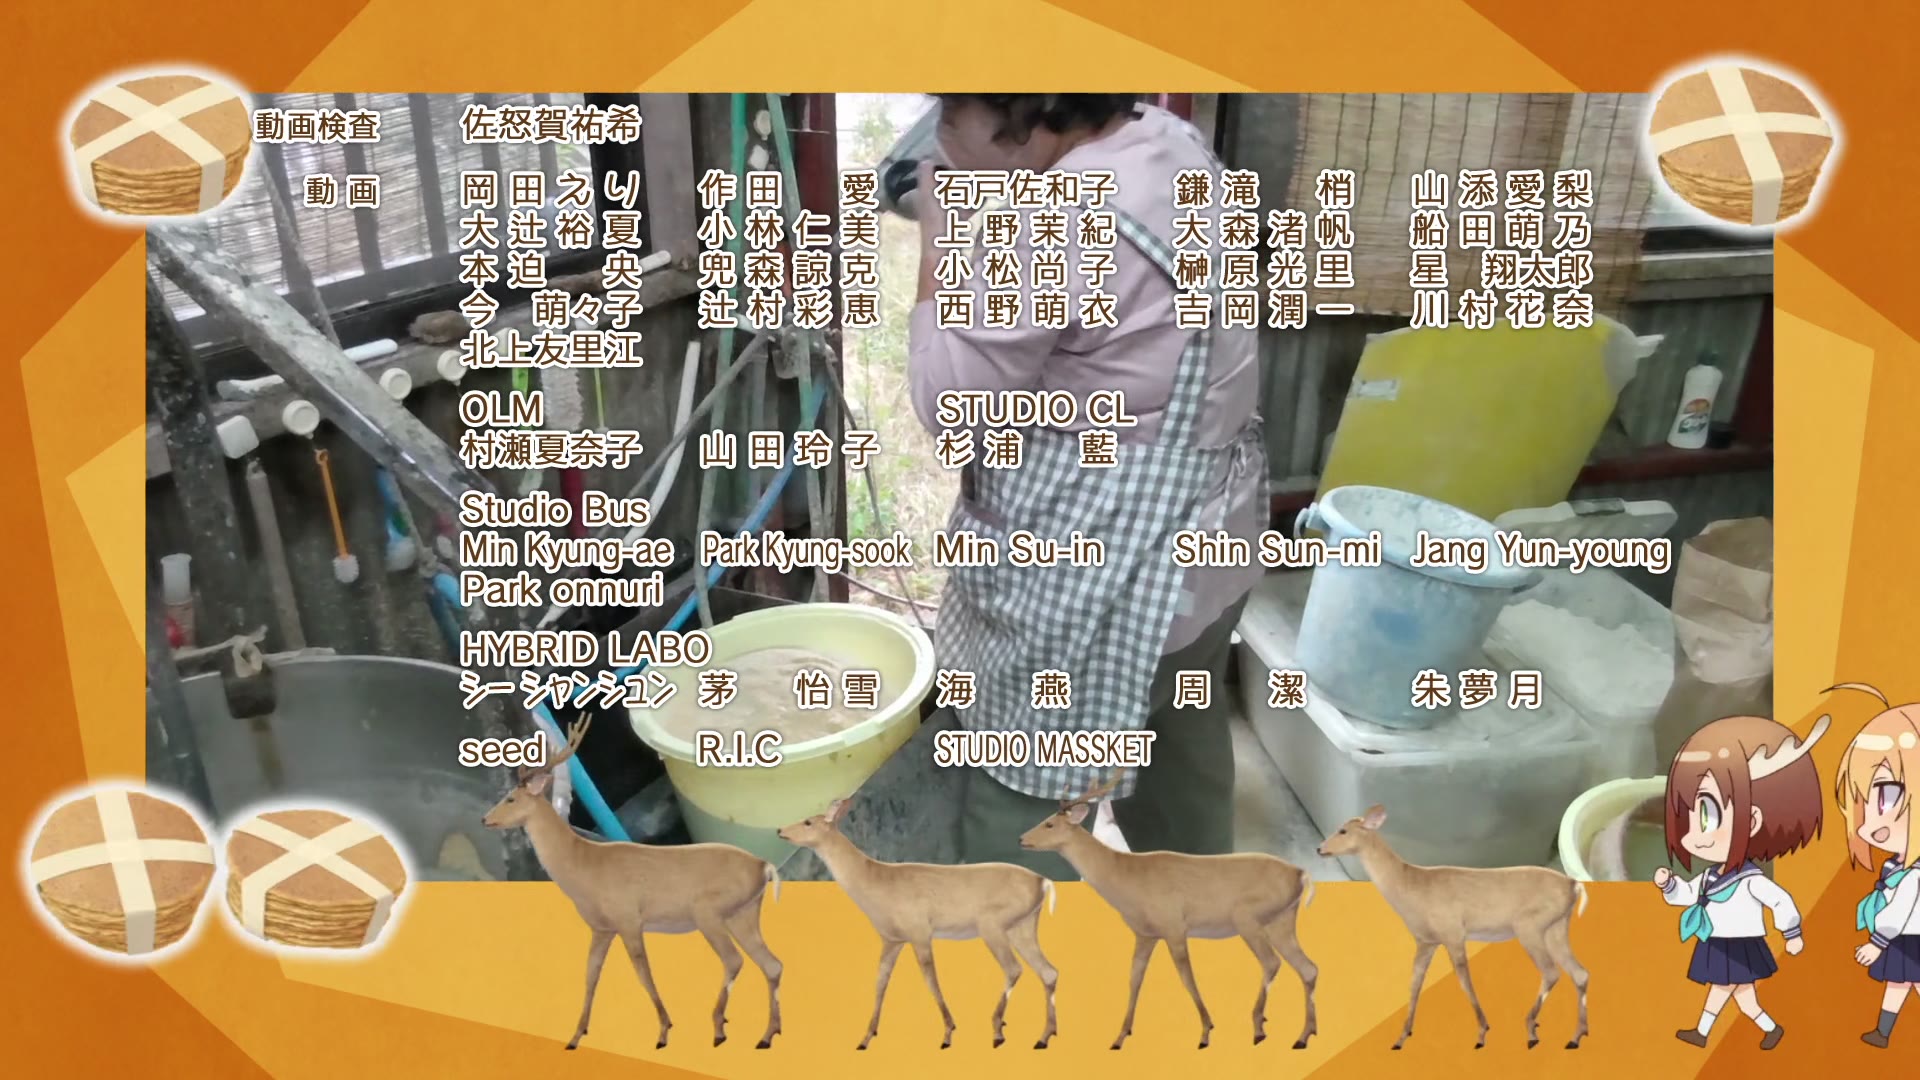 動画検査 佐怒賀祐希
動画 岡田えり 作田愛 石戸佐和子 鎌滝梢 山添愛梨
大辻裕夏 小林仁美 上野茉紀 大森渚帆 船田萌乃
本迫央 兜森諒克 小松尚子 榊原光里 星翔太郎
今萌々子 辻村彩恵 西野萌衣 吉岡潤一 川村花奈
北上友里江
OLM STUDIO CL
村瀬夏奈子 山田玲子 杉浦藍
Studio Bus
Min Kyung-ae Park Kyung-sook Min Su-in Shin Sun-mi Jang Yun-young
Park onnuri
HYBRID LABO
シー シャンシュン 茅怡雪 海燕 周潔 朱夢月
seed R.I.C STUDIO MASSKET